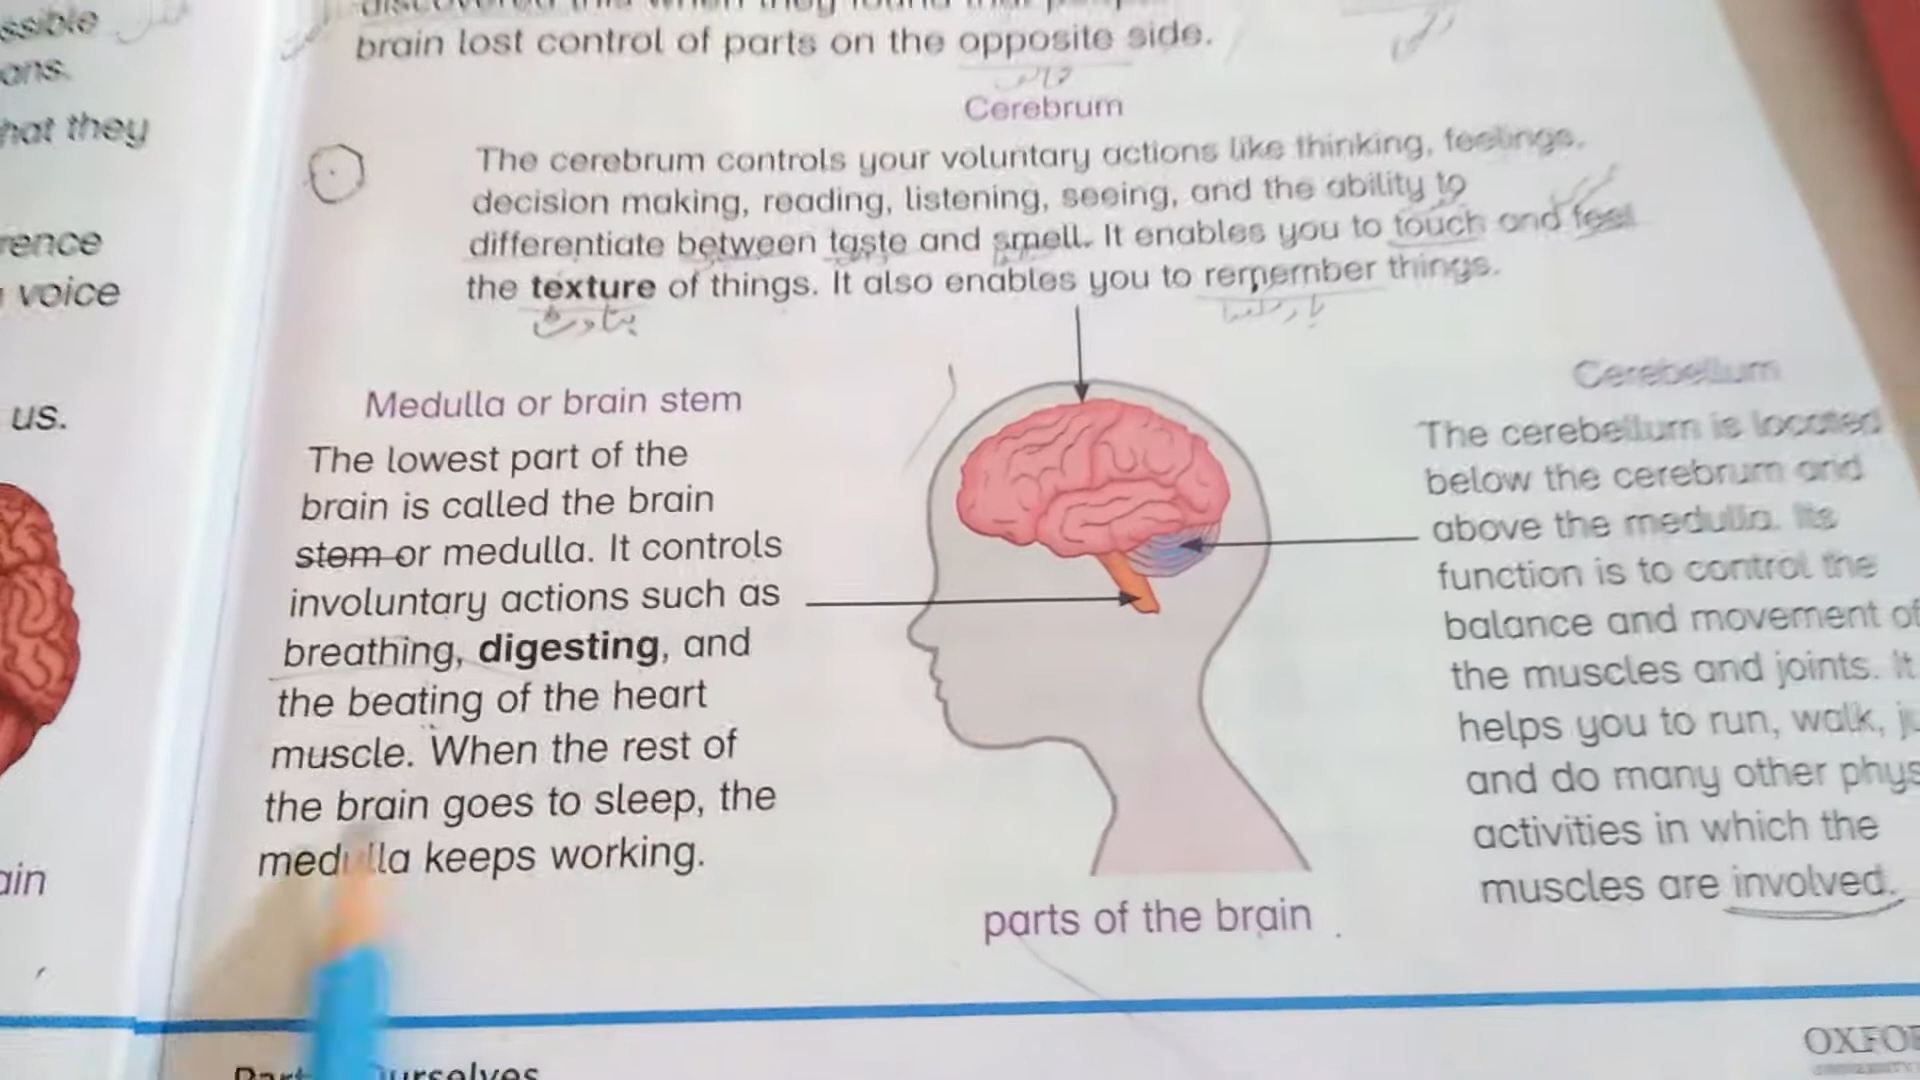 ssible
ons.
hat they
rence
voice
us.
ain
brain lost control of parts on the opposite side.
Cerebrum
The cerebrum controls your voluntary actions like thinking, feelings,
decision making, reading, listening, seeing, and the ability to
differentiate between taste and smell. It enables you to touch and feel
the texture of things. It also enables you to remember things.
Medulla or brain stem
The lowest part of the
brain is called the brain
stem or medulla. It controls
involuntary actions such as
breathing, digesting, and
the beating of the heart
muscle. When the rest of
the brain goes to sleep, the
medulla keeps working.
Cerebellum
The cerebellum is located
below the cerebrum and
above the medulla. Its
function is to control the
balance and movement of
the muscles and joints. It
helps you to run, walk, ju
and do many other phys
activities in which the
muscles are involved.
parts of the brain
OXFO